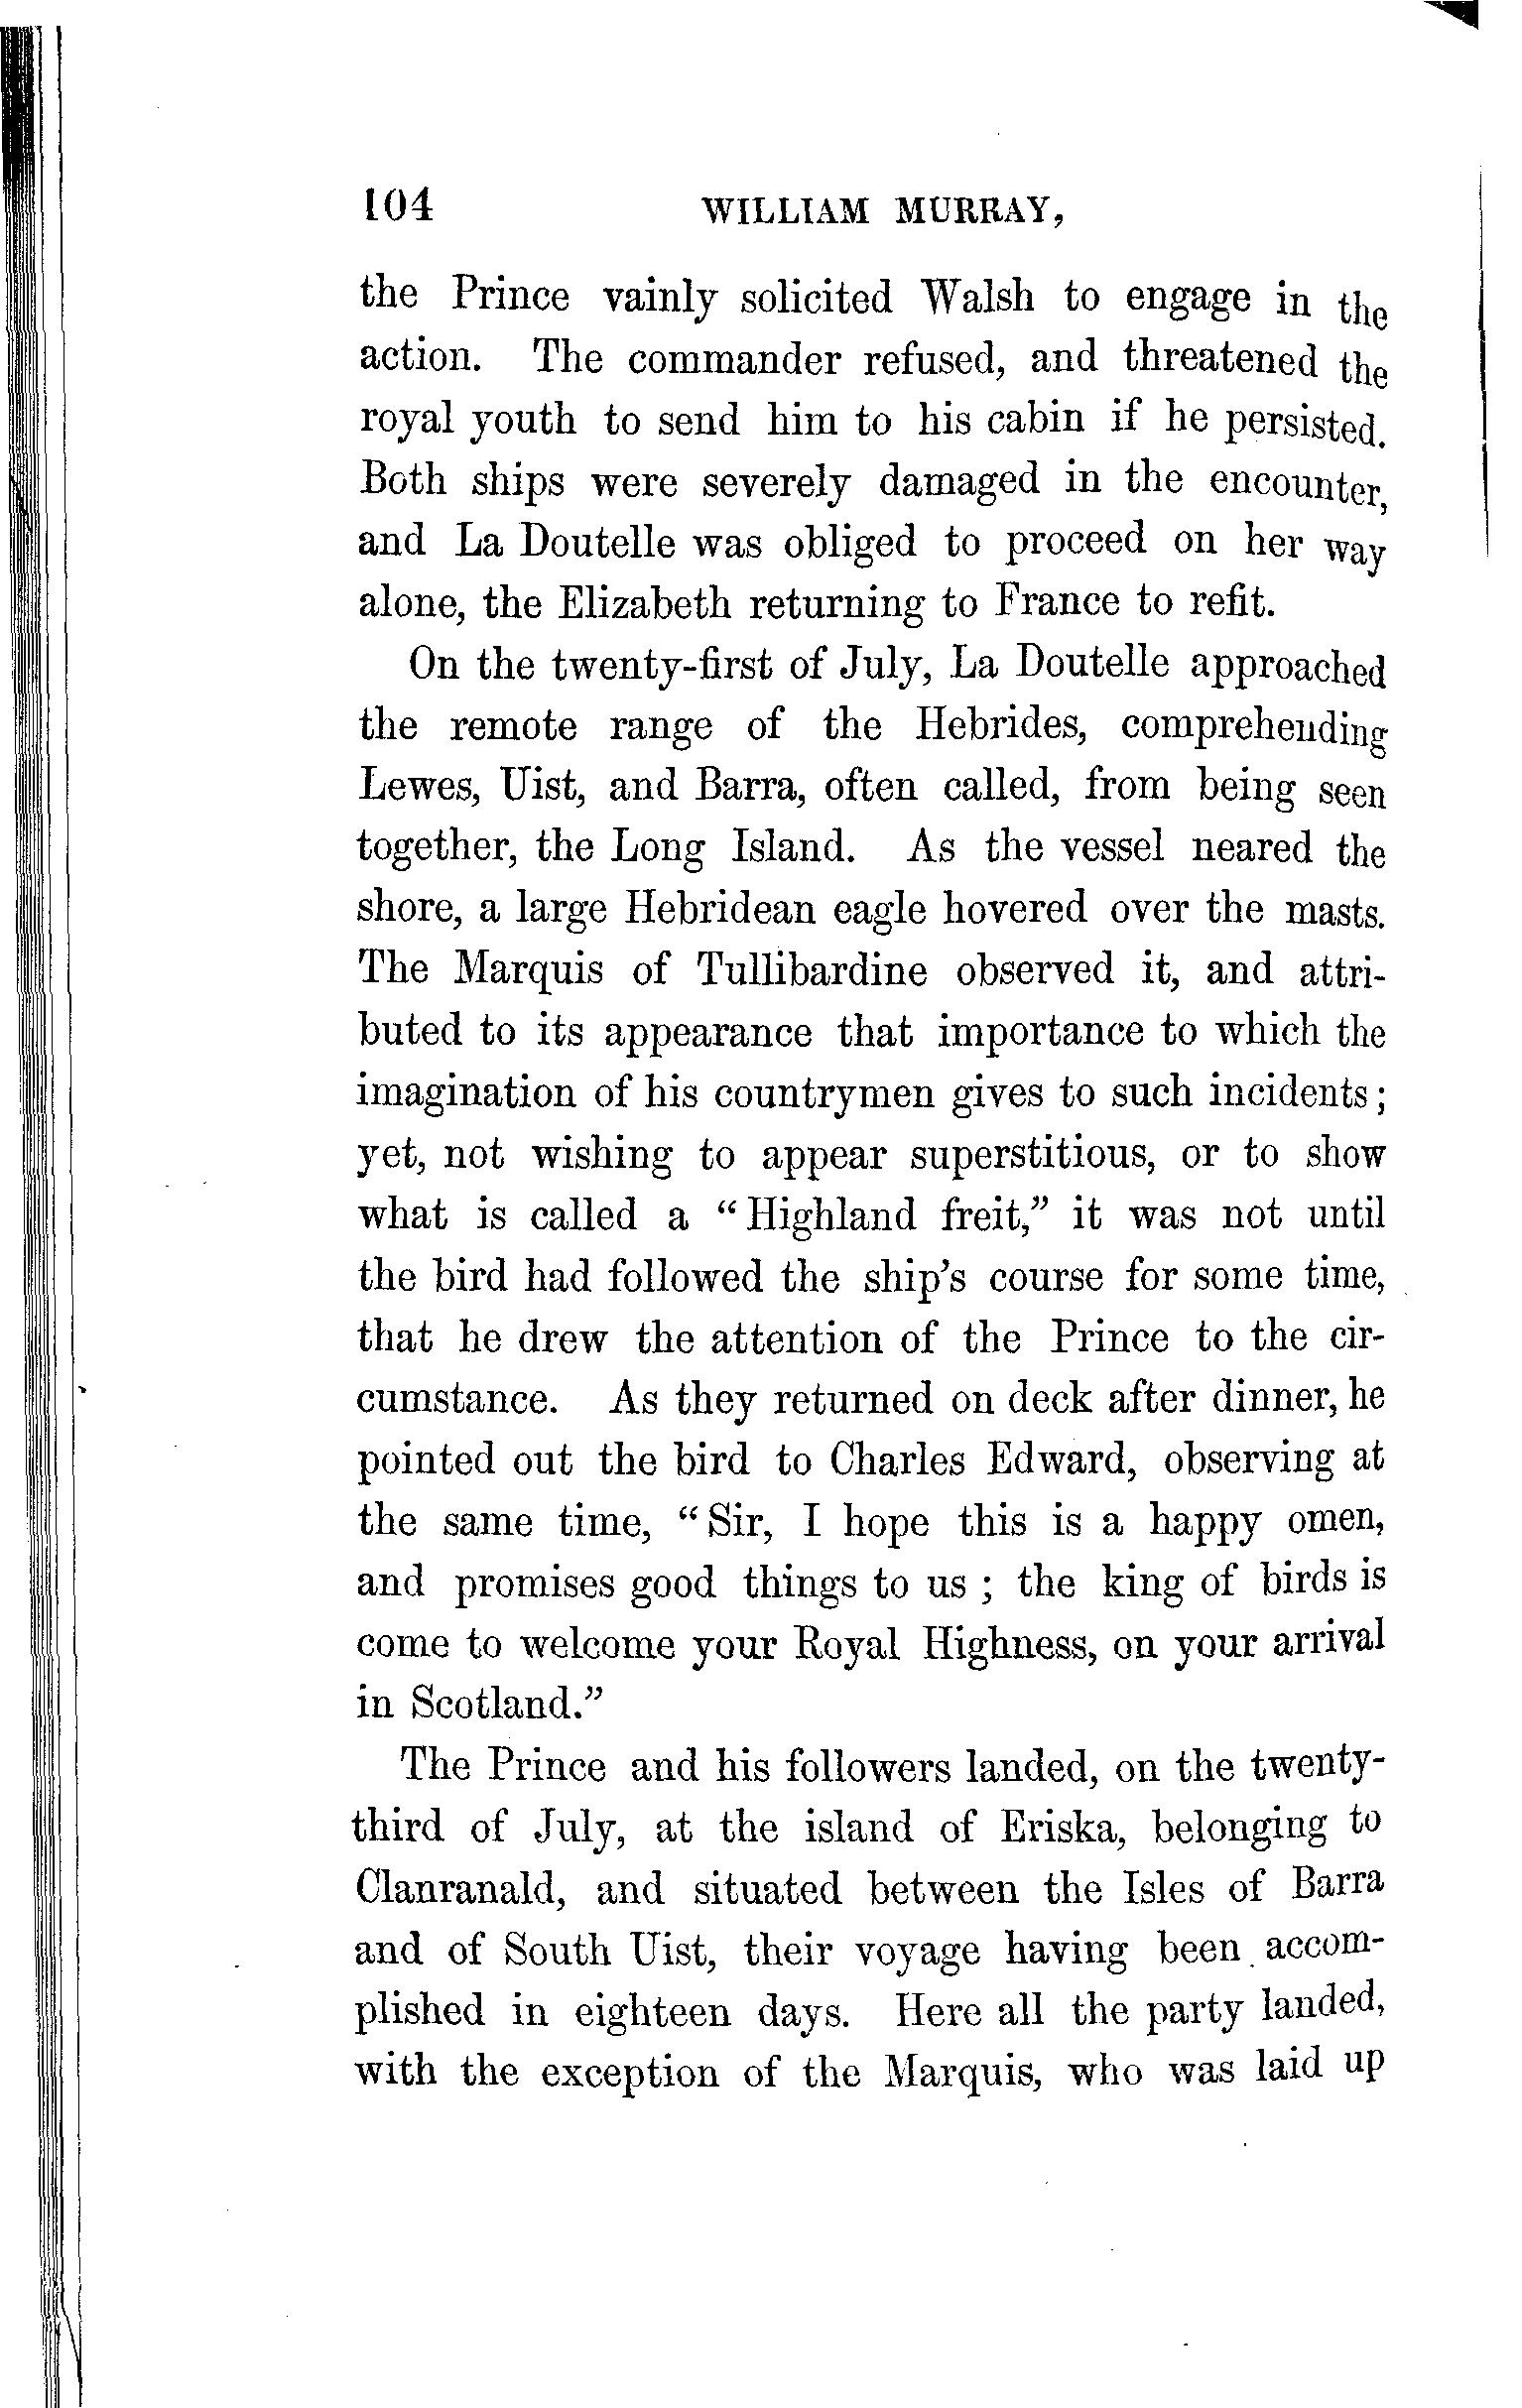 104 WILLIAM MURRAY,
the Prince vainly solicited Walsh to engage in the
action. The commander refused, and threatened the
royal youth to send him to his cabin if he persisted.
Both ships were severely damaged in the encounter,
and La Doutelle was obliged to proceed on her way
alone, the Elizabeth returning to France to refit.
On the twenty-first of July, La Doutelle approached
the remote range of the Hebrides, comprehending
Lewes, Uist, and Barra, often called, from being seen
together, the Long Island. As the vessel neared the
shore, a large Hebridean eagle hovered over the masts.
The Marquis of Tullibardine observed it, and attri-
buted to its appearance that importance to which the
imagination of his countrymen gives to such incidents;
yet, not wishing to appear superstitious, or to show
what is called a "Highland freit," it was not until
the bird had followed the ship's course for some time,
that he drew the attention of the Prince to the cir-
cumstance. As they returned on deck after dinner, he
pointed out the bird to Charles Edward, observing at
the same time, "Sir, I hope this is a happy omen,
and promises good things to us; the king of birds is
come to welcome your Royal Highness, on your arrival
in Scotland."
The Prince and his followers landed, on the twenty-
third of July, at the island of Eriska, belonging to
Clanranald, and situated between the Isles of Barra
and of South Uist, their voyage having been accom-
plished in eighteen days. Here all the party landed,
with the exception of the Marquis, who was laid up